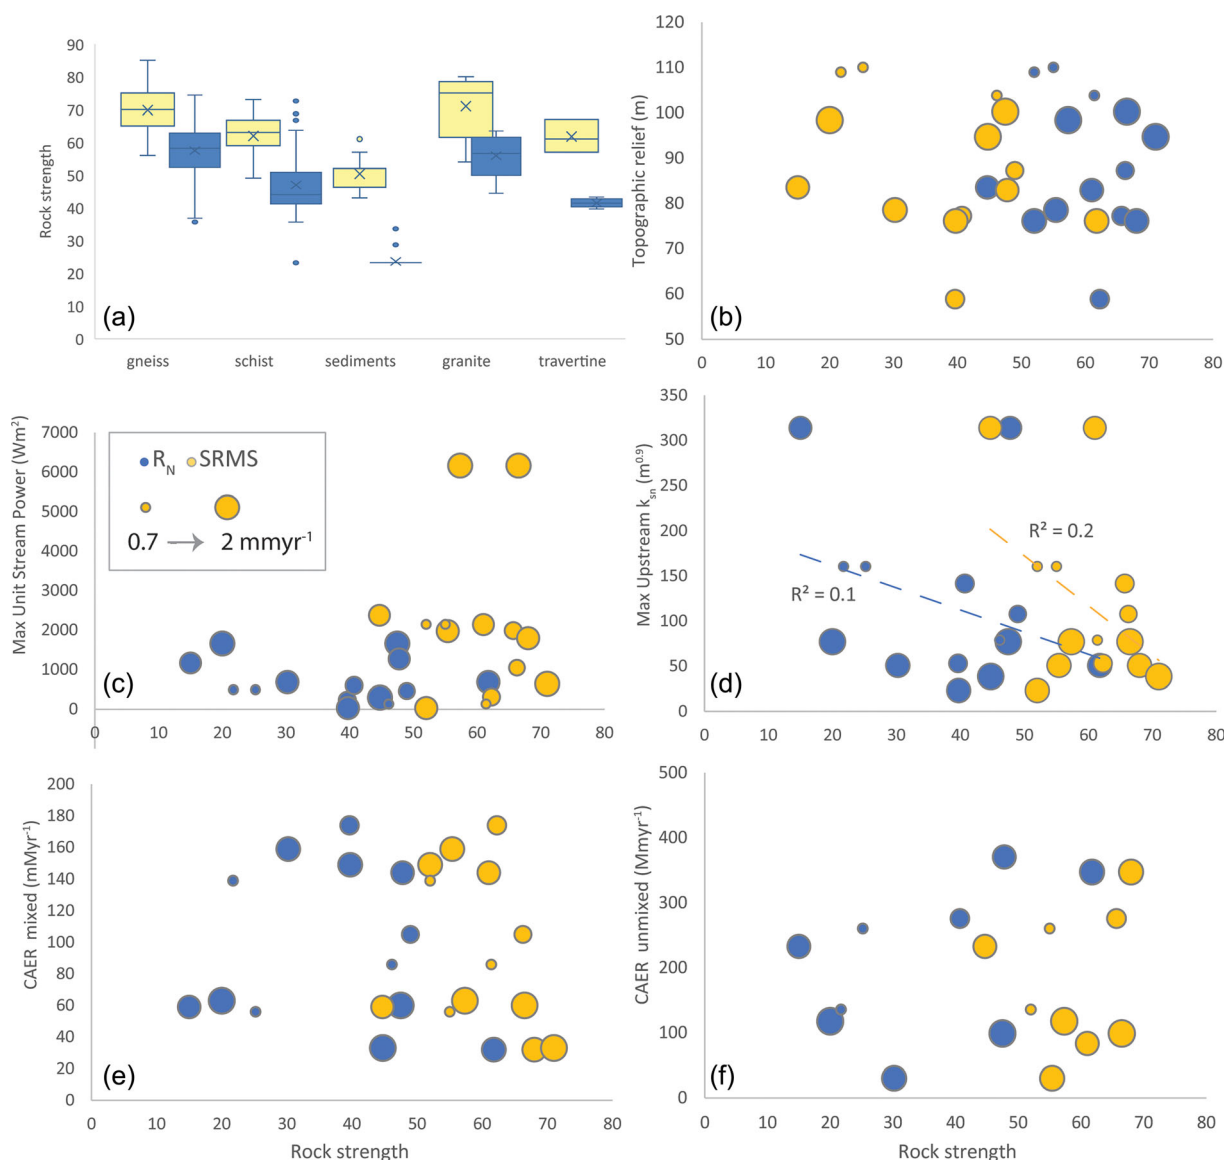 Rock strength
90
80
70
60
50
40
30
20
10
0
(a)
gneiss schist sediments granite travertine
Topographic relief (m)
120
110
100
90
80
70
60
50
(b)
0 10 20 30 40 50 60 70 80
Max Unit Stream Power (Wm²)
7000
6000
5000
4000
3000
2000
1000
0
R_N SRMS
0.7 → 2 mmyr⁻¹
(c)
0 10 20 30 40 50 60 70 80
Max Upstream k_sn (m^0.9)
350
300
250
200
150
100
50
0
R² = 0.2
R² = 0.1
(d)
0 10 20 30 40 50 60 70 80
CAER mixed (mMyr⁻¹)
200
180
160
140
120
100
80
60
40
20
0
(e)
0 10 20 30 40 50 60 70 80
Rock strength
CAER unmixed (Mmyr⁻¹)
500
400
300
200
100
0
(f)
0 10 20 30 40 50 60 70 80
Rock strength